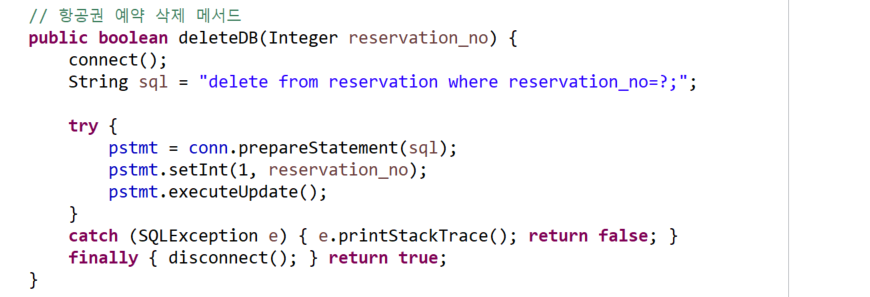 // 항공권 예약 삭제 메서드
public boolean deleteDB(Integer reservation_no) {
    connect();
    String sql = "delete from reservation where reservation_no=?;";

    try {
        pstmt = conn.prepareStatement(sql);
        pstmt.setInt(1, reservation_no);
        pstmt.executeUpdate();
    }
    catch (SQLException e) { e.printStackTrace(); return false; }
    finally { disconnect(); } return true;
}